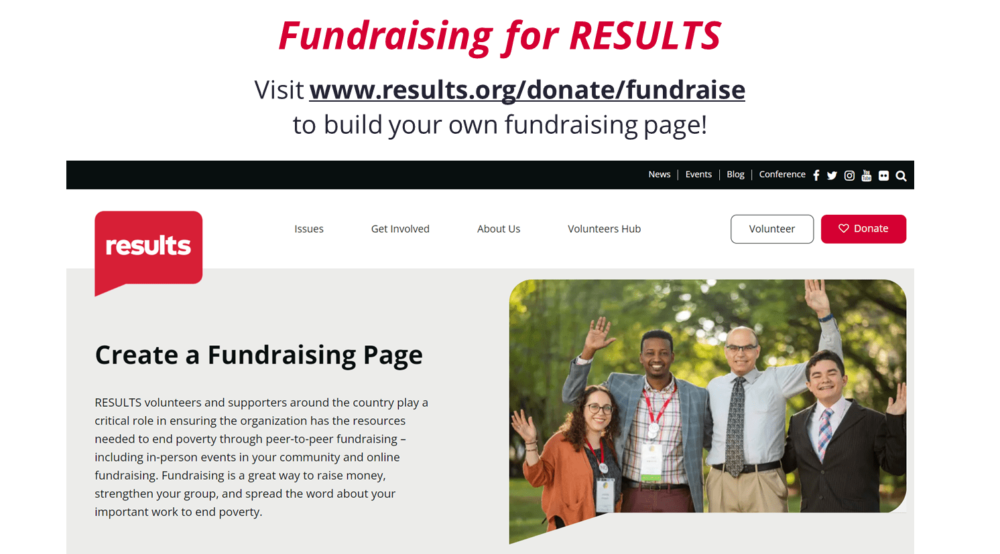 Fundraising for RESULTS
Visit www.results.org/donate/fundraise
to build your own fundraising page!
News | Events | Blog | Conference
You
Tube
results
Issues
Get Involved
About Us
Volunteers Hub
Volunteer
Donate
Create a Fundraising Page
RESULTS volunteers and supporters around the country play a
critical role in ensuring the organization has the resources
needed to end poverty through peer-to-peer fundraising –
including in-person events in your community and online
fundraising. Fundraising is a great way to raise money,
strengthen your group, and spread the word about your
important work to end poverty.